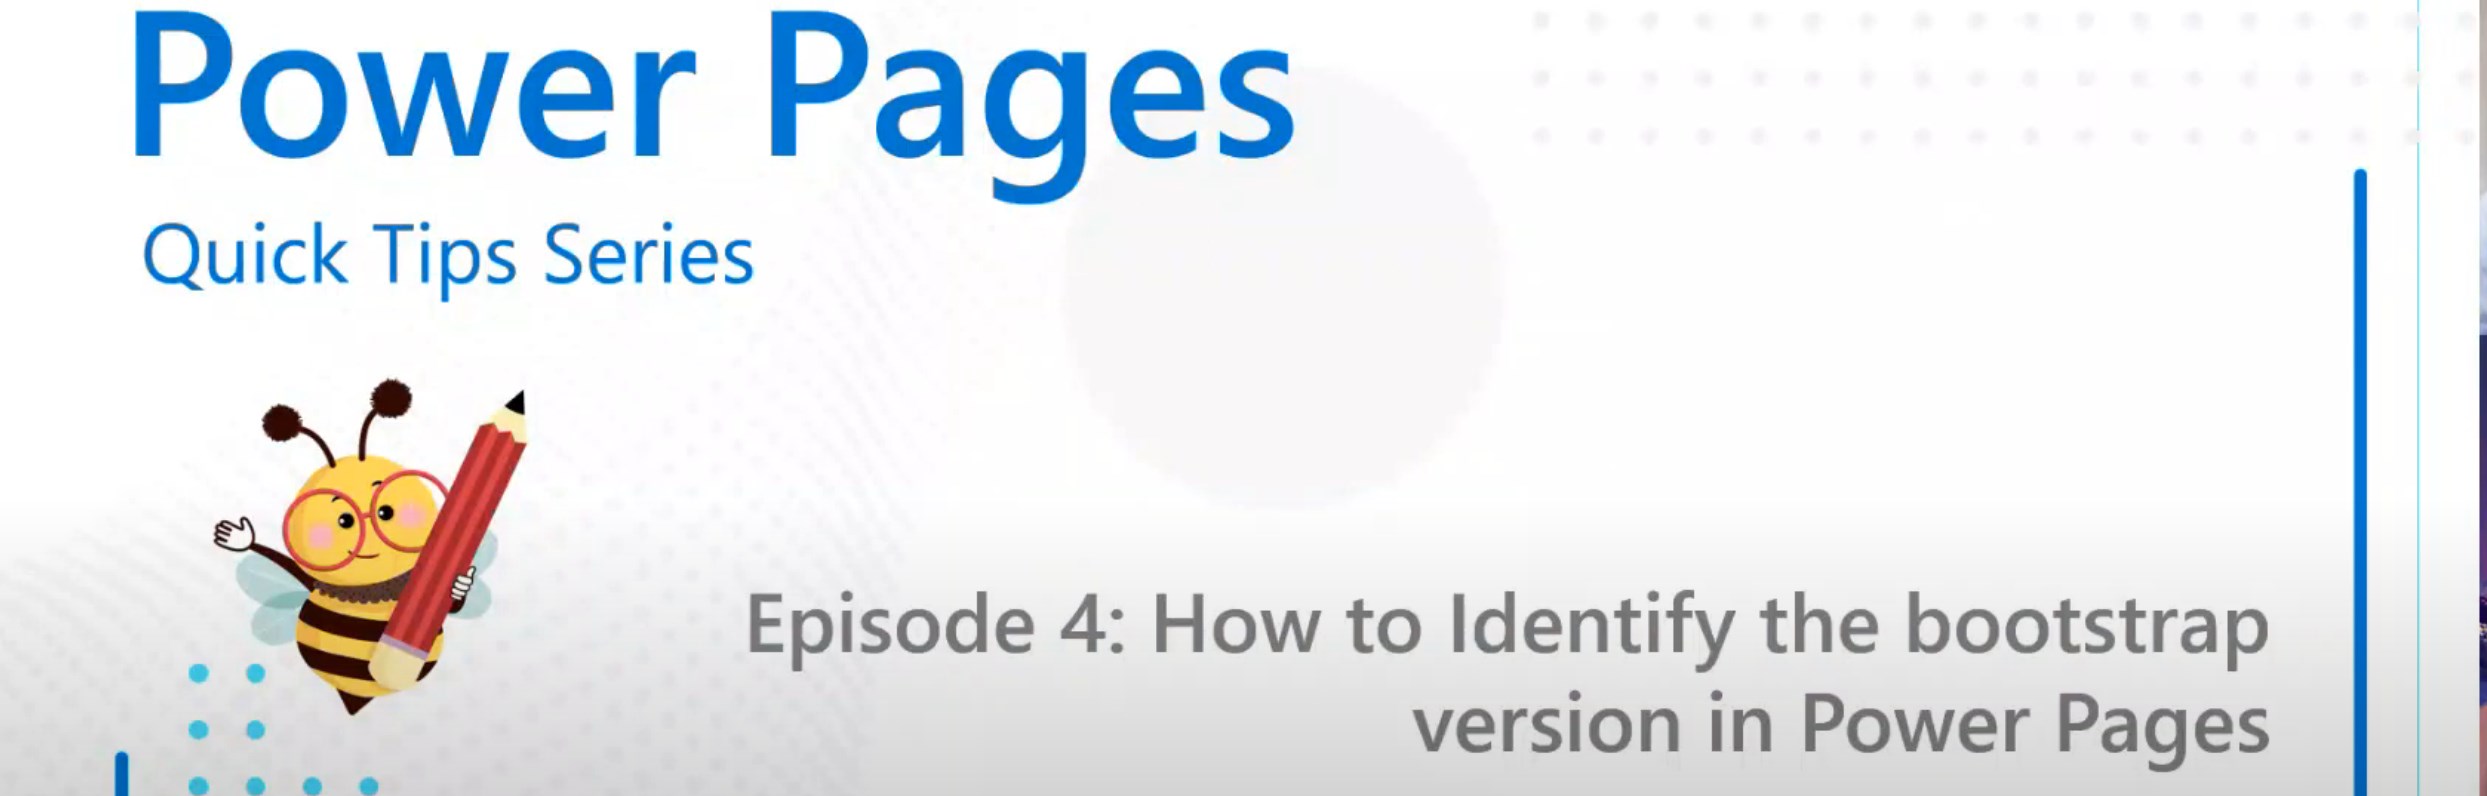 Power Pages
Quick Tips Series
Episode 4: How to Identify the bootstrap
version in Power Pages